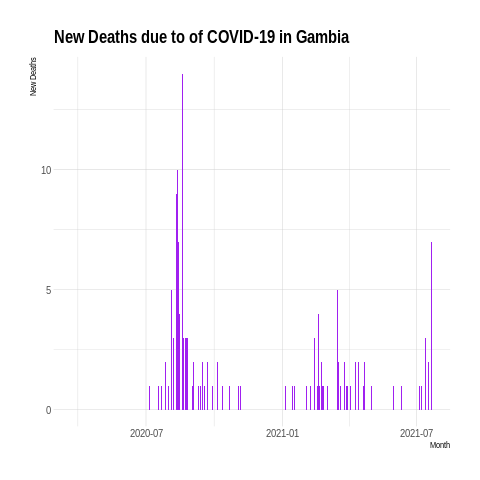 New Deaths due to of COVID-19 in Gambia
New Deaths
10
5
0
2020-07 2021-01 2021-07
Month